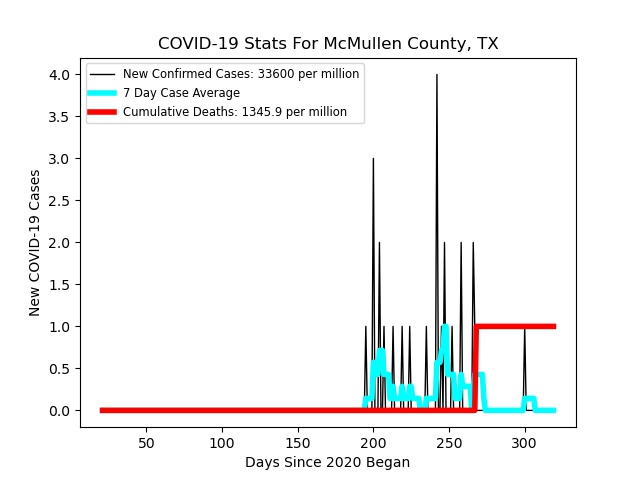 COVID-19 Stats For McMullen County, TX
New Confirmed Cases: 33600 per million
7 Day Case Average
Cumulative Deaths: 1345.9 per million
4.0
3.5
3.0
2.5
2.0
1.5
1.0
0.5
0.0
New COVID-19 Cases
50 100 150 200 250 300
Days Since 2020 Began